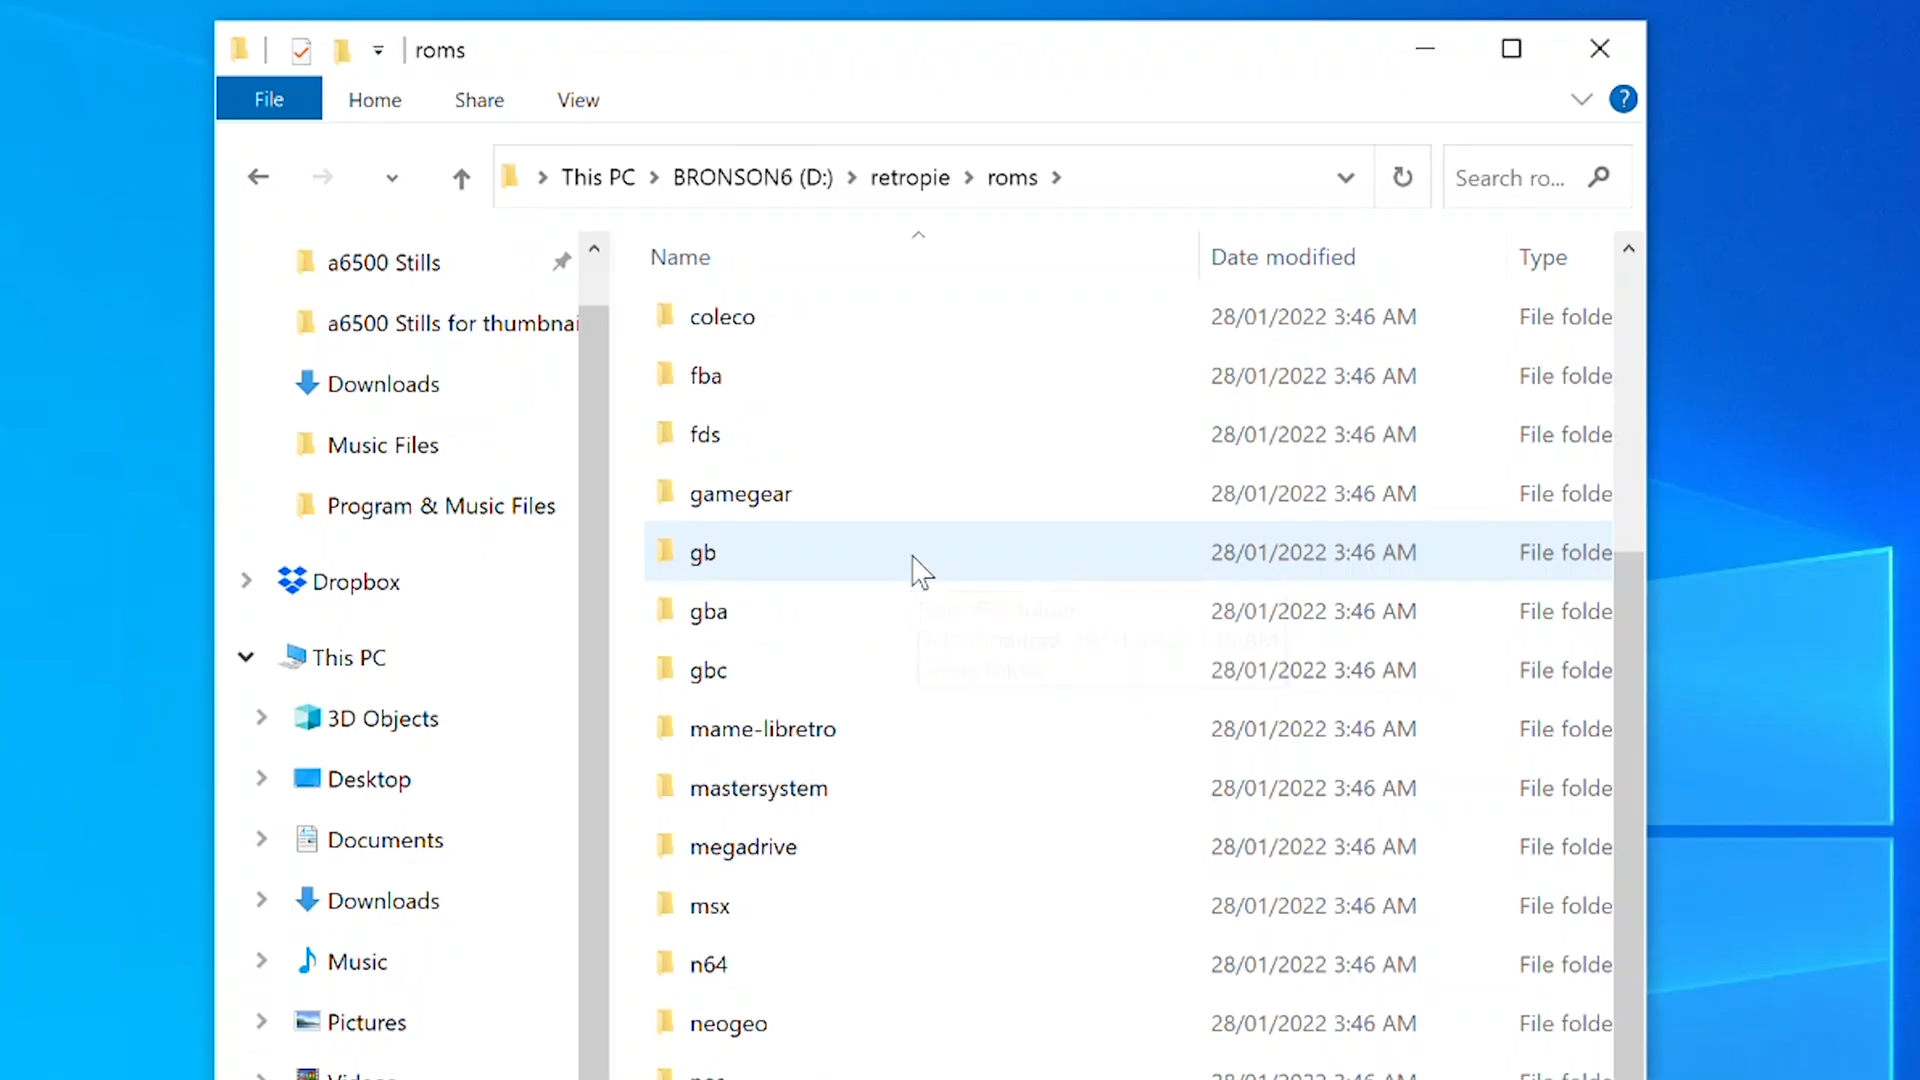 roms
File Home Share View ?
This PC BRONSON6 (D:) retropie roms Search ro...
Name Date modified Type
a6500 Stills
a6500 Stills for thumbnai
Downloads
Music Files
Program & Music Files
Dropbox
This PC
3D Objects
Desktop
Documents
Downloads
Music
Pictures
coleco 28/01/2022 3:46 AM File folde
fba 28/01/2022 3:46 AM File folde
fds 28/01/2022 3:46 AM File folde
gamegear 28/01/2022 3:46 AM File folde
gb 28/01/2022 3:46 AM File folde
gba 28/01/2022 3:46 AM File folde
gbc 28/01/2022 3:46 AM File folde
mame-libretro 28/01/2022 3:46 AM File folde
mastersystem 28/01/2022 3:46 AM File folde
megadrive 28/01/2022 3:46 AM File folde
msx 28/01/2022 3:46 AM File folde
n64 28/01/2022 3:46 AM File folde
neogeo 28/01/2022 3:46 AM File folde